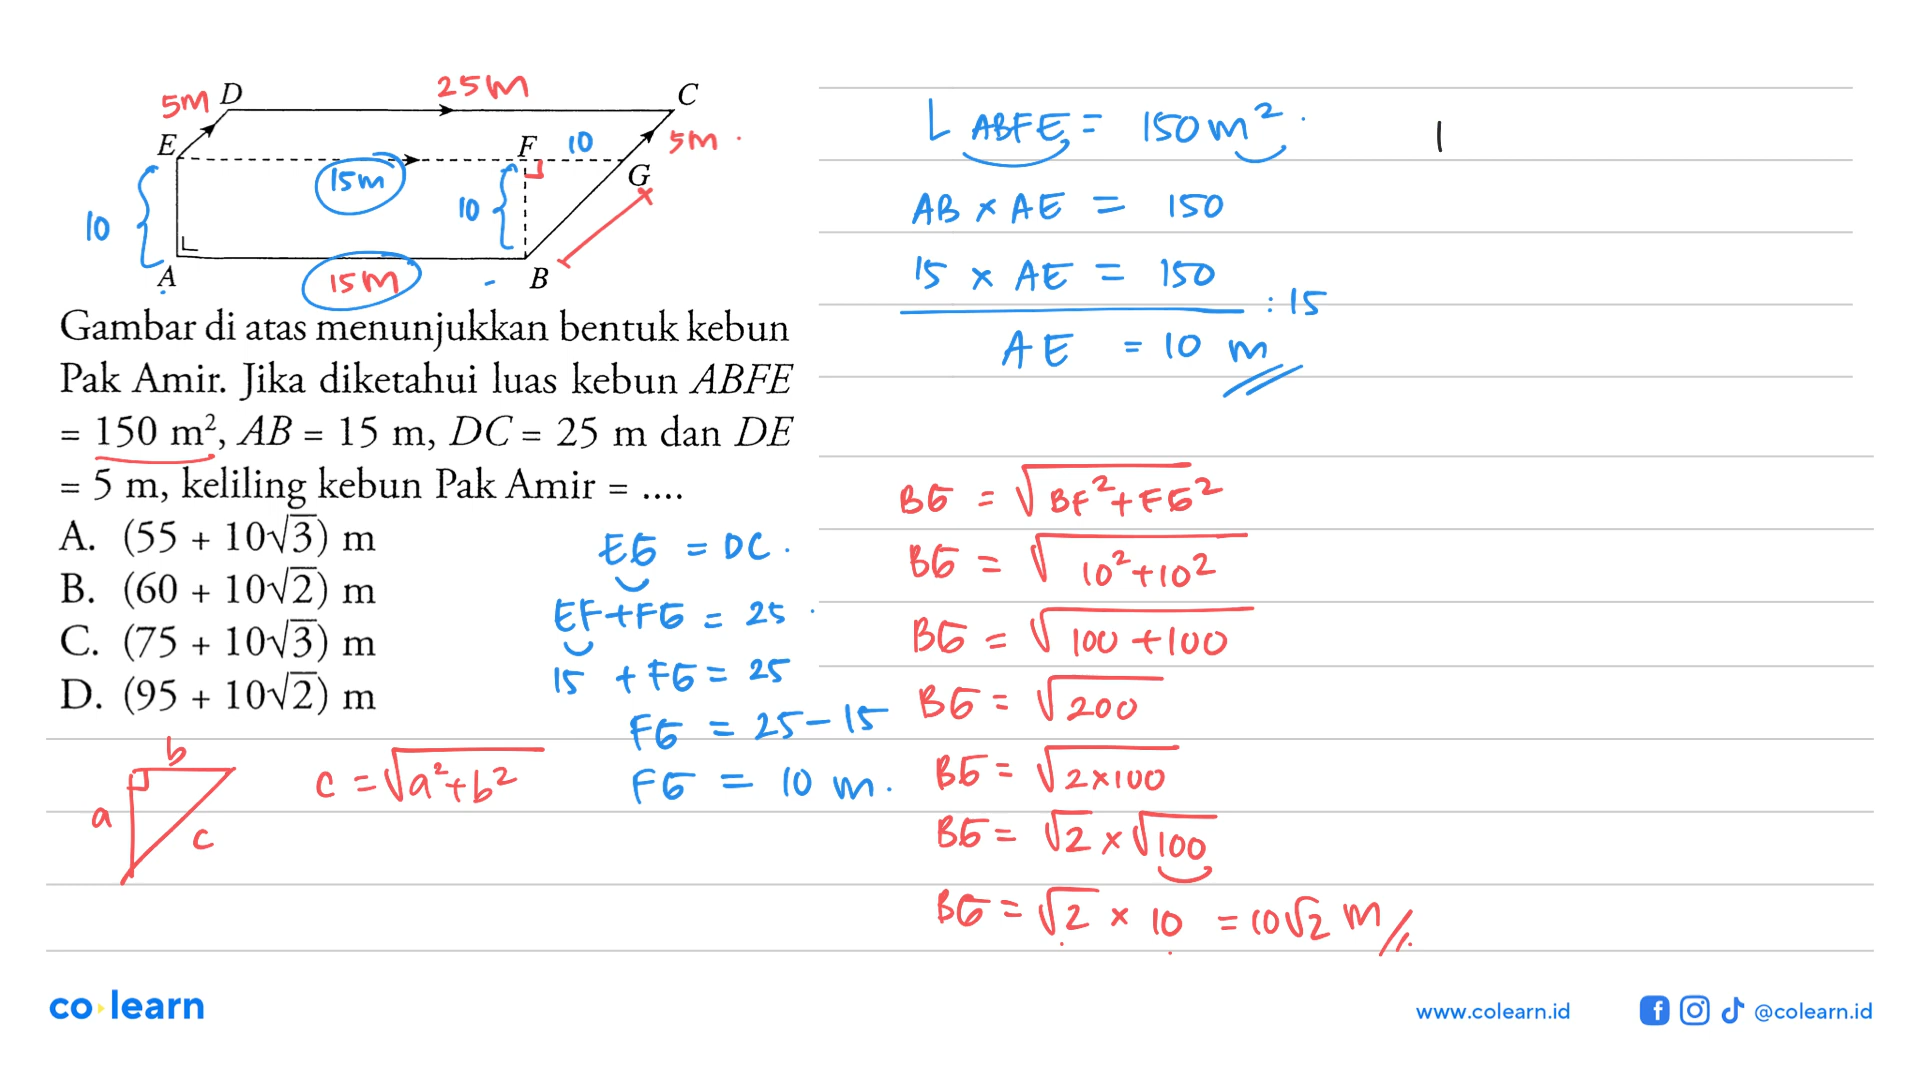 5M D 25M C
E F 10 5M
15m G
10 10
A 15M B
Gambar di atas menunjukkan bentuk kebun
Pak Amir. Jika diketahui luas kebun ABFE
= 150 m², AB = 15 m, DC = 25 m dan DE
= 5 m, keliling kebun Pak Amir = ....
A. (55 + 10√3) m
B. (60 + 10√2) m
C. (75 + 10√3) m
D. (95 + 10√2) m
b
a
c
c = √a²+b²
EG = DC.
EF+FG = 25
15 + FG = 25
FG = 25-15
FG = 10 m.
L ABFE = 150m²
AB × AE = 150
15 × AE = 150
: 15
AE = 10 m
BG = √BF²+FG²
BG = √10²+10²
BG = √100+100
BG = √200
BG = √2×100
BG = √2 × √100
BG = √2 × 10 = 10√2 m
co learn
www.colearn.id
@colearn.id